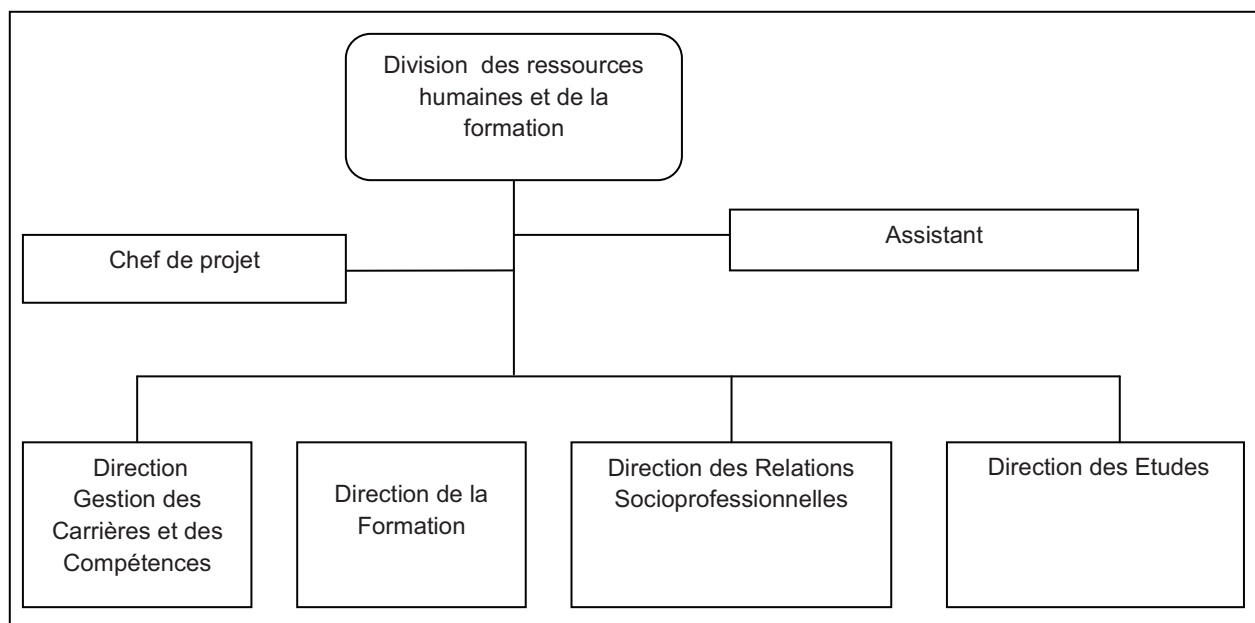 Division des ressources
humaines et de la
formation
Assistant
Chef de projet
Direction
Gestion des
Carrières et des
Compétences
Direction de la
Formation
Direction des Relations
Socioprofessionnelles
Direction des Etudes